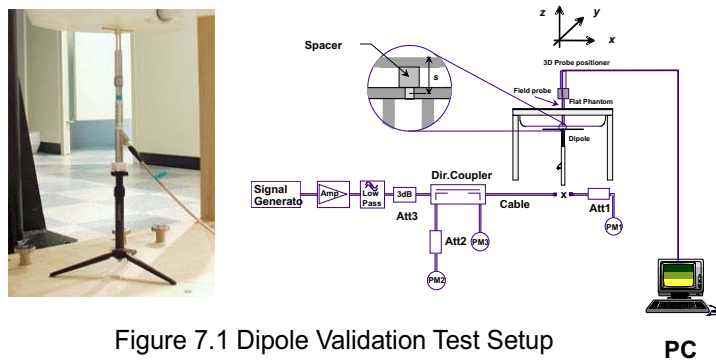 z
y
x
Spacer
s
3D Probe positioner
Field probe
Flat Phantom
Dipole
Signal
Generato
Amp
Low
Pass
3dB
Att3
Dir.Coupler
Cable
x
Att1
PM1
Att2
PM3
PM2
Figure 7.1 Dipole Validation Test Setup
PC